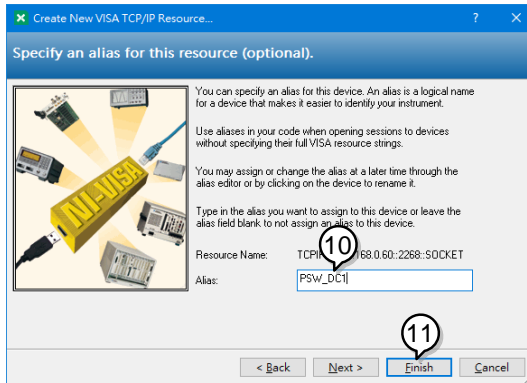 Create New VISA TCP/IP Resource...
Specify an alias for this resource (optional).
You can specify an alias for this device. An alias is a logical name
for a device that makes it easier to identify your instrument.
Use aliases in your code when opening sessions to devices
without specifying their full VISA resource strings.
You may assign or change the alias at a later time through the
alias editor or by clicking on the device to rename it.
Type in the alias you want to assign to this device or leave the
alias field blank to not assign an alias to this device.
NI-VISA
10
Resource Name: 168.0.60::2268::SOCKET
Alias: PSW_DC1
11
< Back Next > Finish Cancel